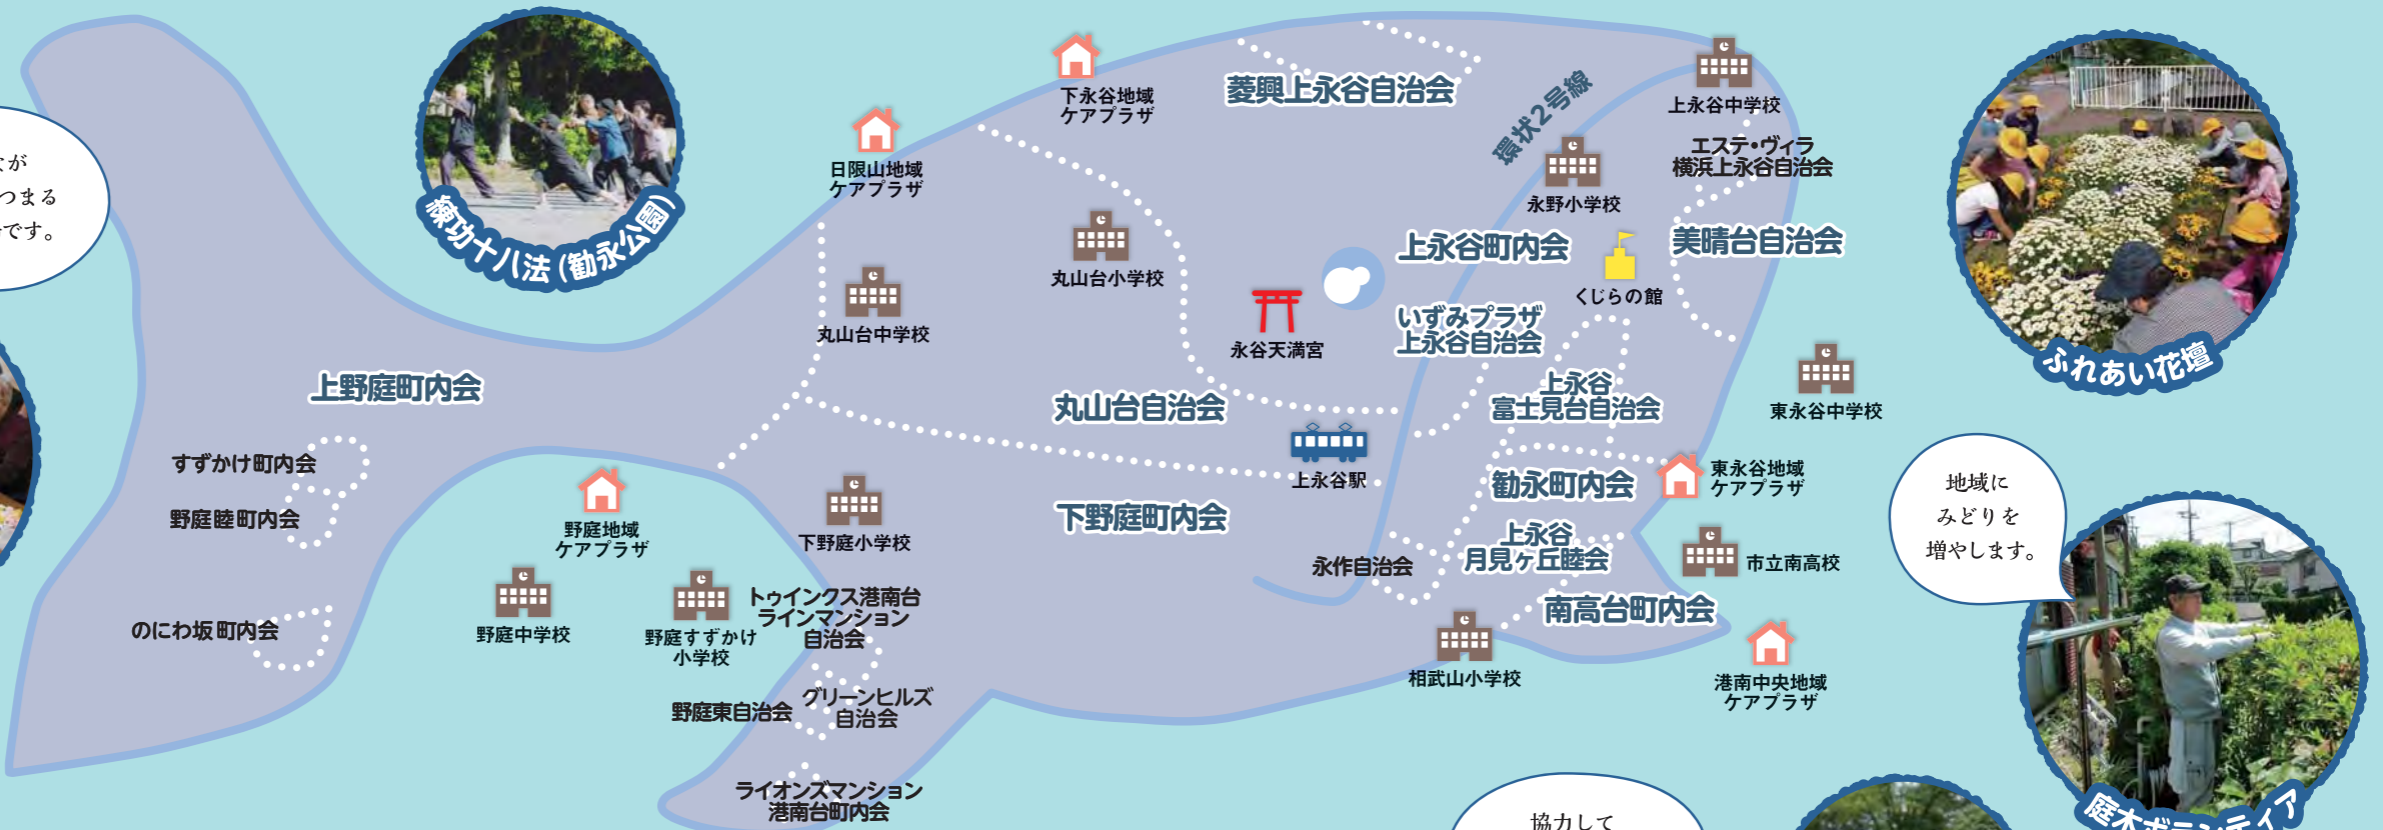 つまる
です。
練功十八法(勧永公園)
下永谷地域
ケアプラザ
日限山地域
ケアプラザ
菱興上永谷自治会
環状2号線
上永谷中学校
エステ・ヴィラ
横浜上永谷自治会
永野小学校
丸山台小学校
丸山台中学校
上永谷町内会
美晴台自治会
くじらの館
いずみプラザ
上永谷自治会
永谷天満宮
ふれあい花壇
上野庭町内会
丸山台自治会
上永谷
富士見台自治会
東永谷中学校
すずかけ町内会
野庭睦町内会
野庭地域
ケアプラザ
下野庭小学校
下野庭町内会
上永谷駅
勧永町内会
東永谷地域
ケアプラザ
地域に
みどりを
増やします。
永作自治会
上永谷
月見ヶ丘睦会
市立南高校
のにわ坂町内会
野庭中学校
野庭すずかけ
小学校
トゥインクス港南台
ラインマンション
自治会
南高台町内会
相武山小学校
港南中央地域
ケアプラザ
野庭東自治会
グリーンヒルズ
自治会
ライオンズマンション
港南台町内会
協力して
庭木ボランティア